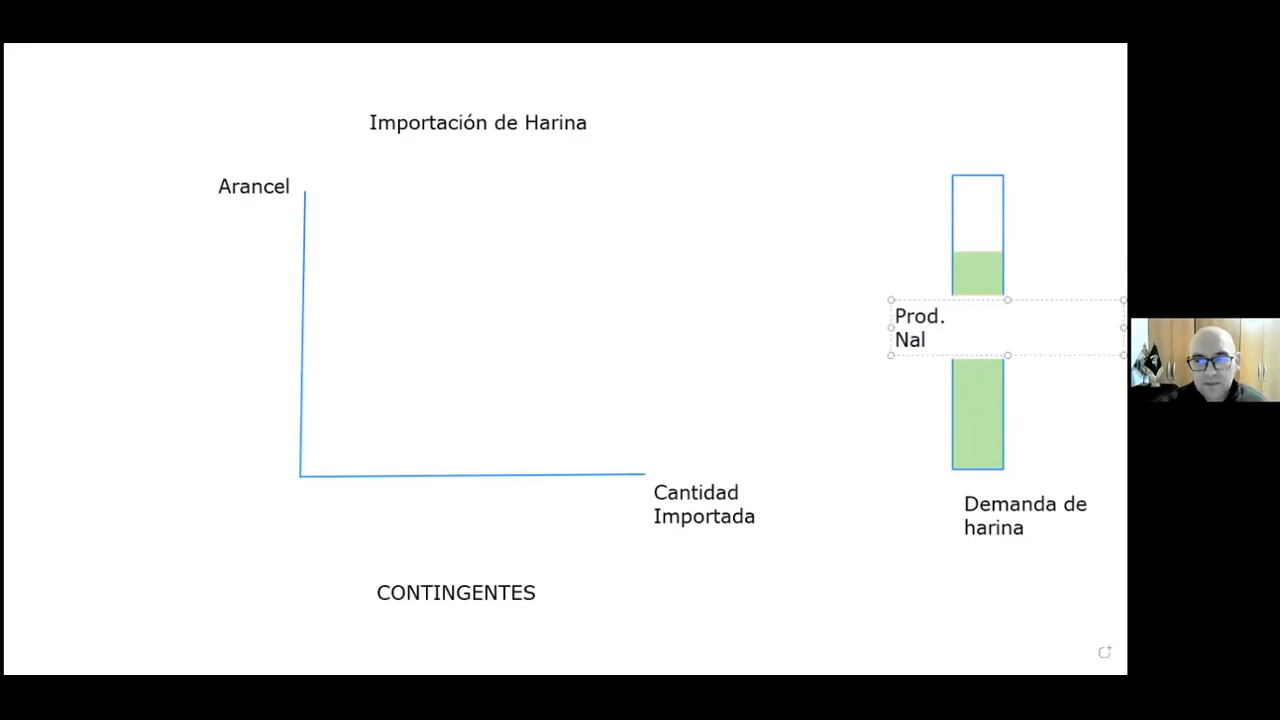 Importación de Harina
Arancel
Prod.
Nal
Cantidad
Importada
Demanda de
harina
CONTINGENTES